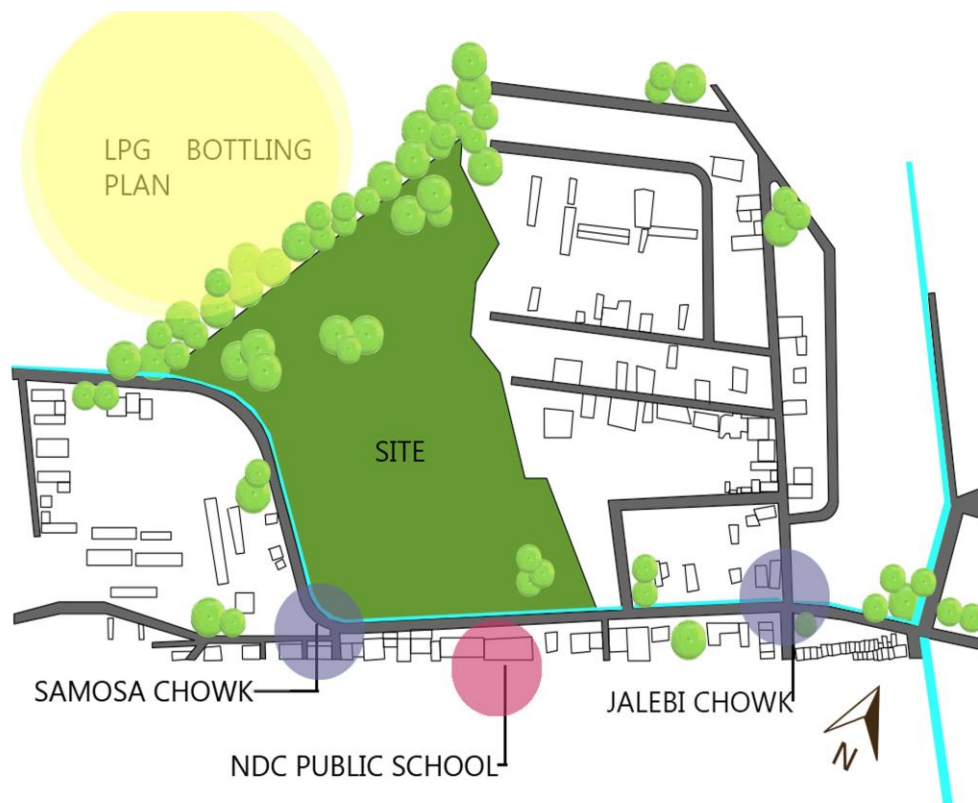 LPG BOTTLING
PLAN
SITE
SAMOSA CHOWK
JALEBI CHOWK
NDC PUBLIC SCHOOL
N